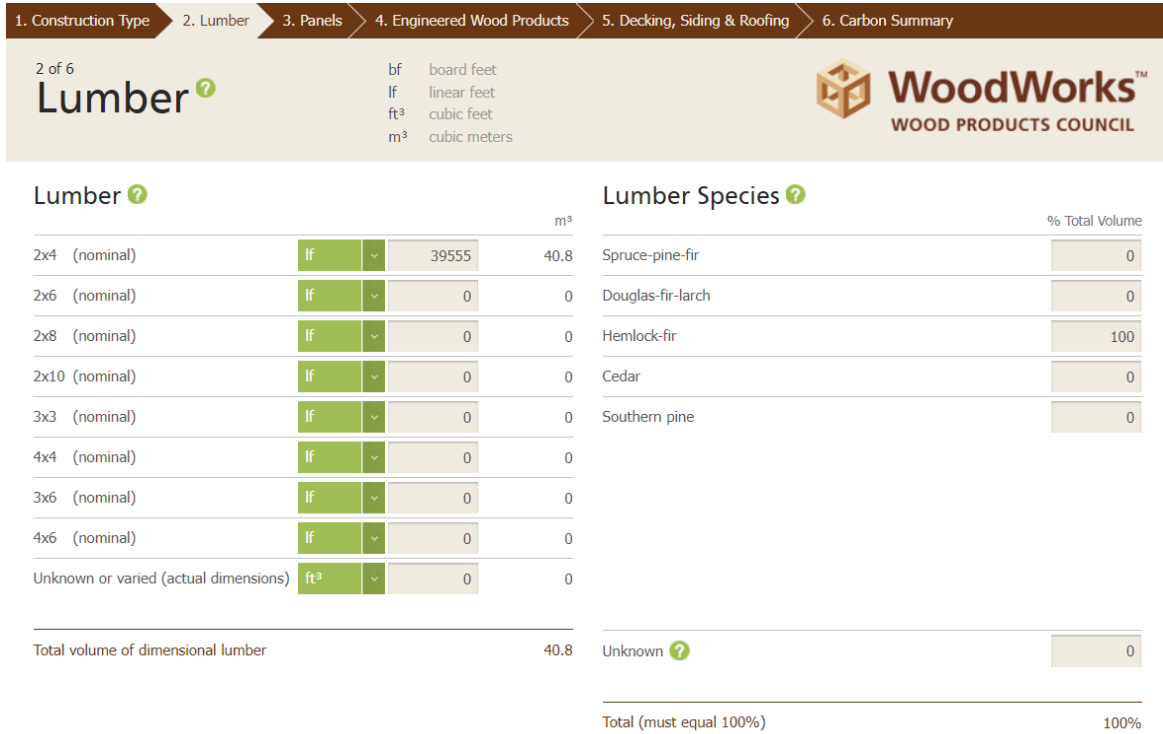 1. Construction Type 2. Lumber 3. Panels 4. Engineered Wood Products 5. Decking, Siding & Roofing 6. Carbon Summary
2 of 6
Lumber ?
bf board feet
lf linear feet
ft³ cubic feet
m³ cubic meters
WoodWorks™
WOOD PRODUCTS COUNCIL
Lumber ?
m³
2x4 (nominal) lf 39555 40.8
2x6 (nominal) lf 0 0
2x8 (nominal) lf 0 0
2x10 (nominal) lf 0 0
3x3 (nominal) lf 0 0
4x4 (nominal) lf 0 0
3x6 (nominal) lf 0 0
4x6 (nominal) lf 0 0
Unknown or varied (actual dimensions) ft³ 0 0
Total volume of dimensional lumber 40.8
Lumber Species ?
% Total Volume
Spruce-pine-fir 0
Douglas-fir-larch 0
Hemlock-fir 100
Cedar 0
Southern pine 0
Unknown ? 0
Total (must equal 100%) 100%